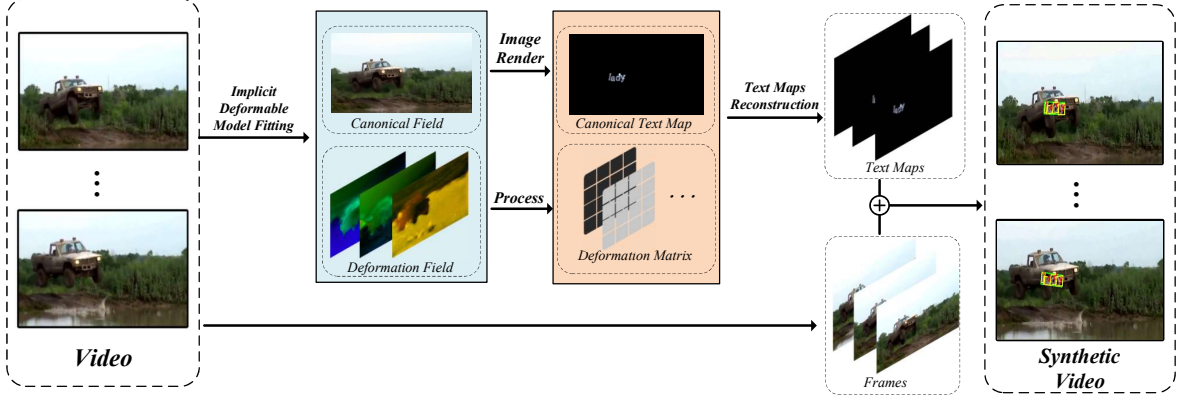 Video
Implicit
Deformable
Model Fitting
Canonical Field
Deformation Field
Image
Render
Process
lady
Canonical Text Map
Deformation Matrix
Text Maps
Reconstruction
lady
Text Maps
Frames
Synthetic
Video